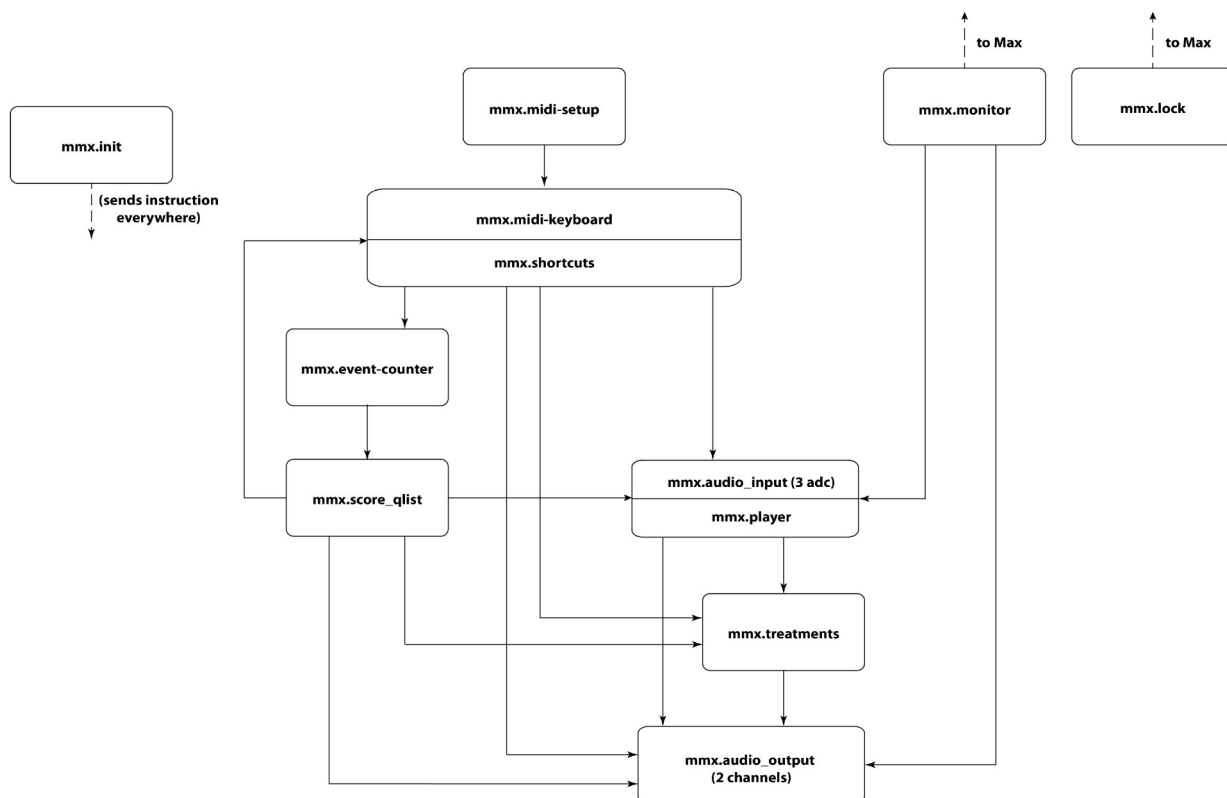 to Max
to Max
mmx.midi-setup
mmx.monitor
mmx.lock
mmx.init
(sends instruction
everywhere)
mmx.midi-keyboard
mmx.shortcuts
mmx.event-counter
mmx.score_qlist
mmx.audio_input (3 adc)
mmx.player
mmx.treatments
mmx.audio_output
(2 channels)